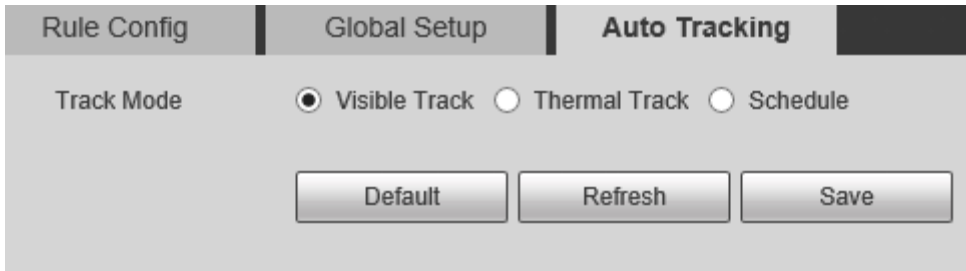 Rule Config Global Setup Auto Tracking
Track Mode Visible Track Thermal Track Schedule
Default Refresh Save